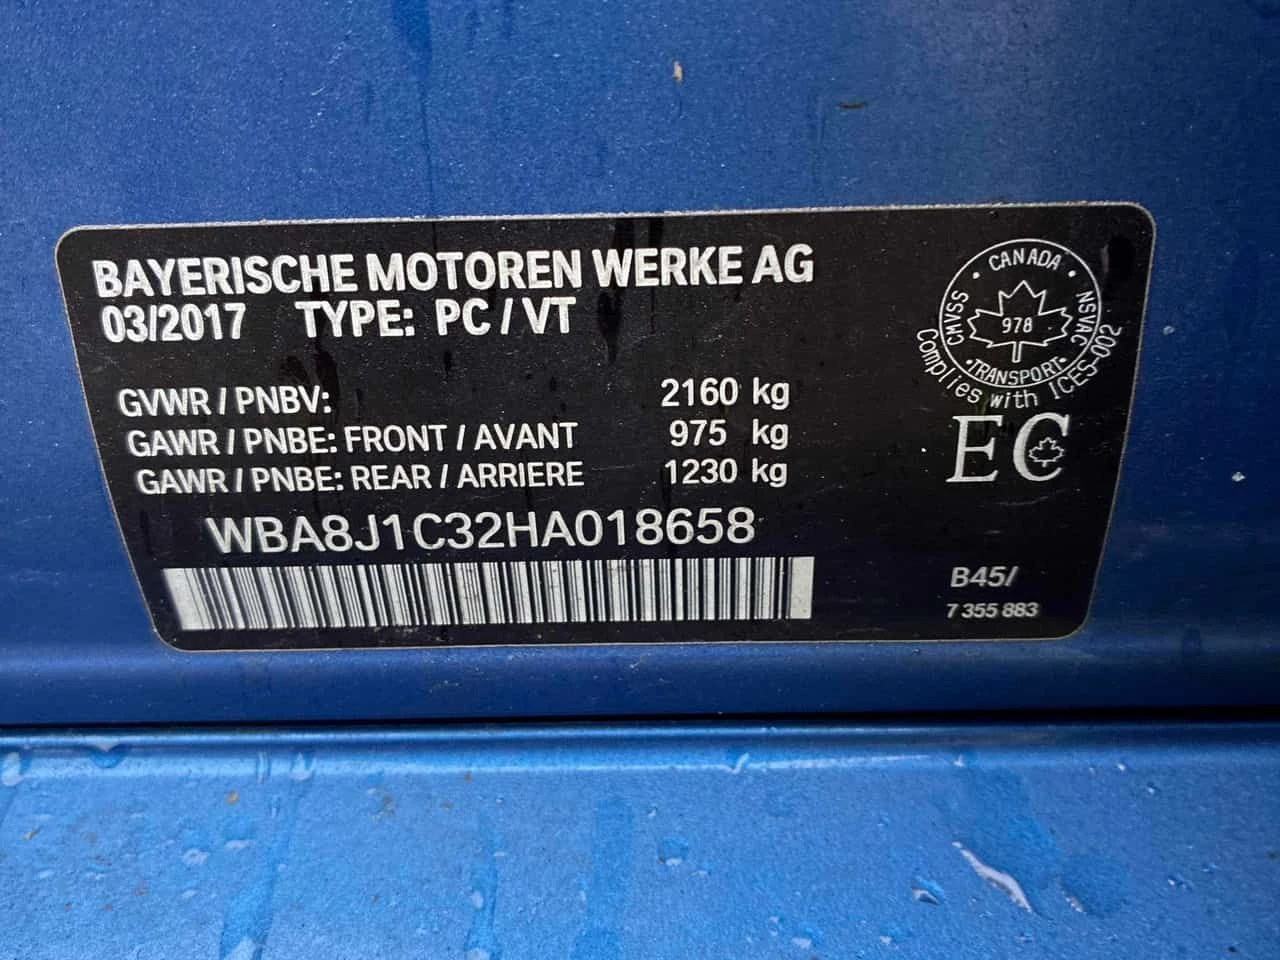 BAYERISCHE MOTOREN WERKE AG
03/2017 TYPE: PC / VT
GVWR / PNBV: 2160 kg
GAWR / PNBE: FRONT / AVANT 975 kg
GAWR / PNBE: REAR / ARRIERE 1230 kg
WBA8J1C32HA018658
CANADA
CMVSS
978
NSVAC
TRANSPORT
Complies with ICES-002
EC
B45/
7 355 883